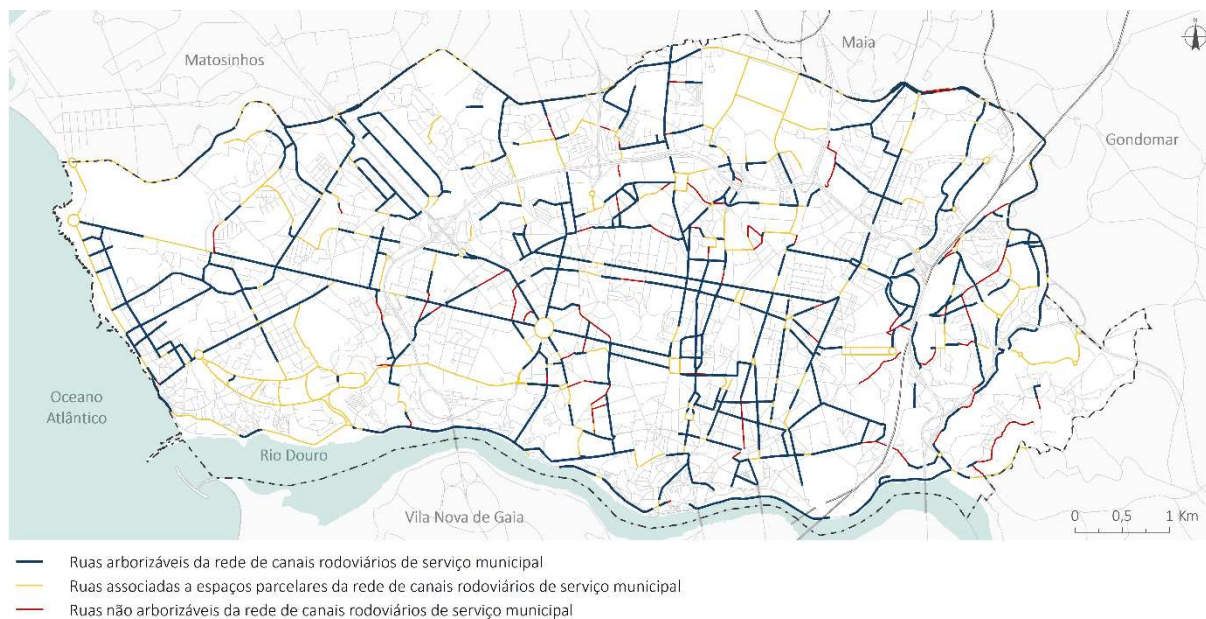 Matosinhos
Maia
N
Gondomar
Oceano
Atlântico
Rio Douro
Vila Nova de Gaia
0 0,5 1 Km
Ruas arborizáveis da rede de canais rodoviários de serviço municipal
Ruas associadas a espaços parcelares da rede de canais rodoviários de serviço municipal
Ruas não arborizáveis da rede de canais rodoviários de serviço municipal